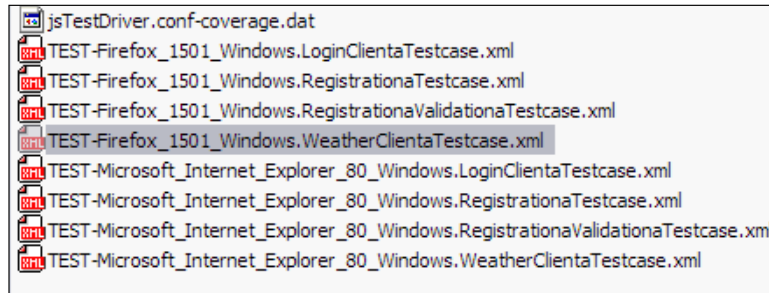 jsTestDriver.conf-coverage.dat
TEST-Firefox_1501_Windows.LoginClientaTestcase.xml
TEST-Firefox_1501_Windows.RegistrationaTestcase.xml
TEST-Firefox_1501_Windows.RegistrationaValidationaTestcase.xml
TEST-Firefox_1501_Windows.WeatherClientaTestcase.xml
TEST-Microsoft_Internet_Explorer_80_Windows.LoginClientaTestcase.xml
TEST-Microsoft_Internet_Explorer_80_Windows.RegistrationaTestcase.xml
TEST-Microsoft_Internet_Explorer_80_Windows.RegistrationaValidationaTestcase.xm
TEST-Microsoft_Internet_Explorer_80_Windows.WeatherClientaTestcase.xml